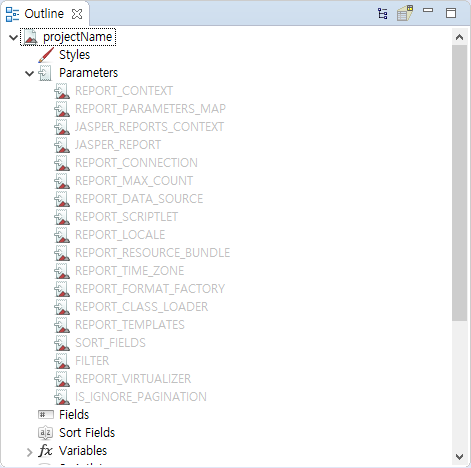 Outline
projectName
Styles
Parameters
REPORT_CONTEXT
REPORT_PARAMETERS_MAP
JASPER_REPORTS_CONTEXT
JASPER_REPORT
REPORT_CONNECTION
REPORT_MAX_COUNT
REPORT_DATA_SOURCE
REPORT_SCRIPTLET
REPORT_LOCALE
REPORT_RESOURCE_BUNDLE
REPORT_TIME_ZONE
REPORT_FORMAT_FACTORY
REPORT_CLASS_LOADER
REPORT_TEMPLATES
SORT_FIELDS
FILTER
REPORT_VIRTUALIZER
IS_IGNORE_PAGINATION
Fields
Sort Fields
fx Variables